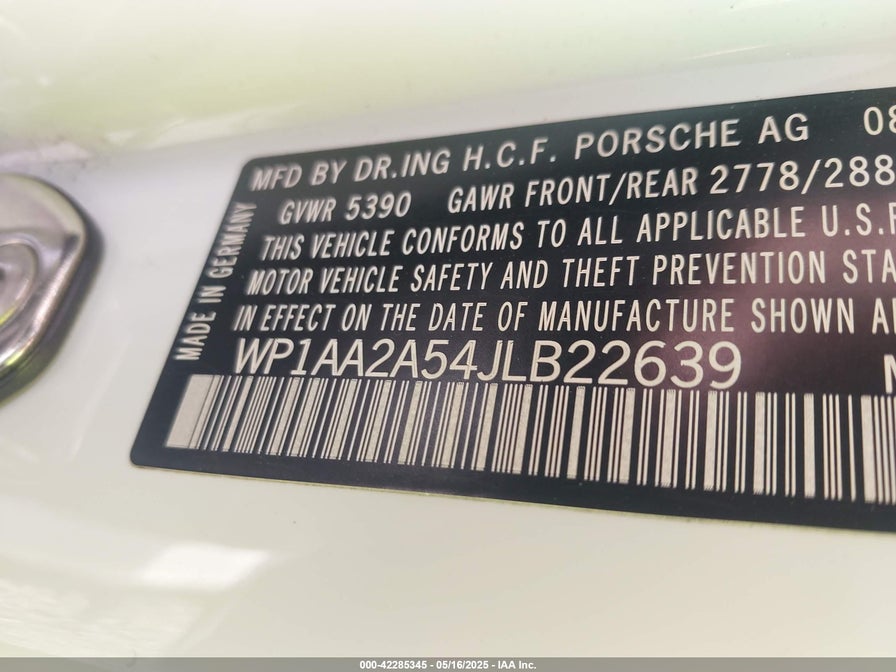 MFD BY DR.ING H.C.F. PORSCHE AG 08
GVWR 5390 GAWR FRONT/REAR 2778/288
THIS VEHICLE CONFORMS TO ALL APPLICABLE U.S.F
MOTOR VEHICLE SAFETY AND THEFT PREVENTION STA
IN EFFECT ON THE DATE OF MANUFACTURE SHOWN A
WP1AA2A54JLB22639
MADE IN GERMANY
000-42285345 - 05/16/2025 - IAA Inc.